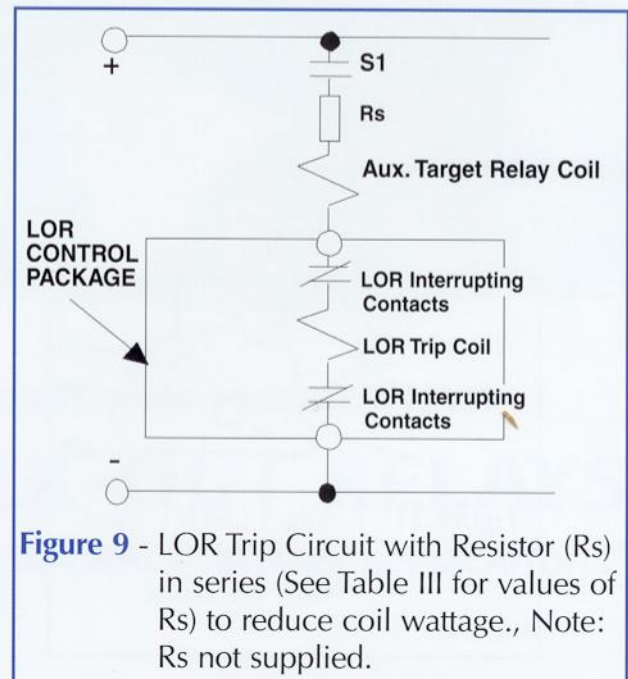 +
S1
Rs
Aux. Target Relay Coil
LOR
CONTROL
PACKAGE
LOR Interrupting
Contacts
LOR Trip Coil
LOR Interrupting
Contacts
-
Figure 9 - LOR Trip Circuit with Resistor (Rs)
in series (See Table III for values of
Rs) to reduce coil wattage., Note:
Rs not supplied.